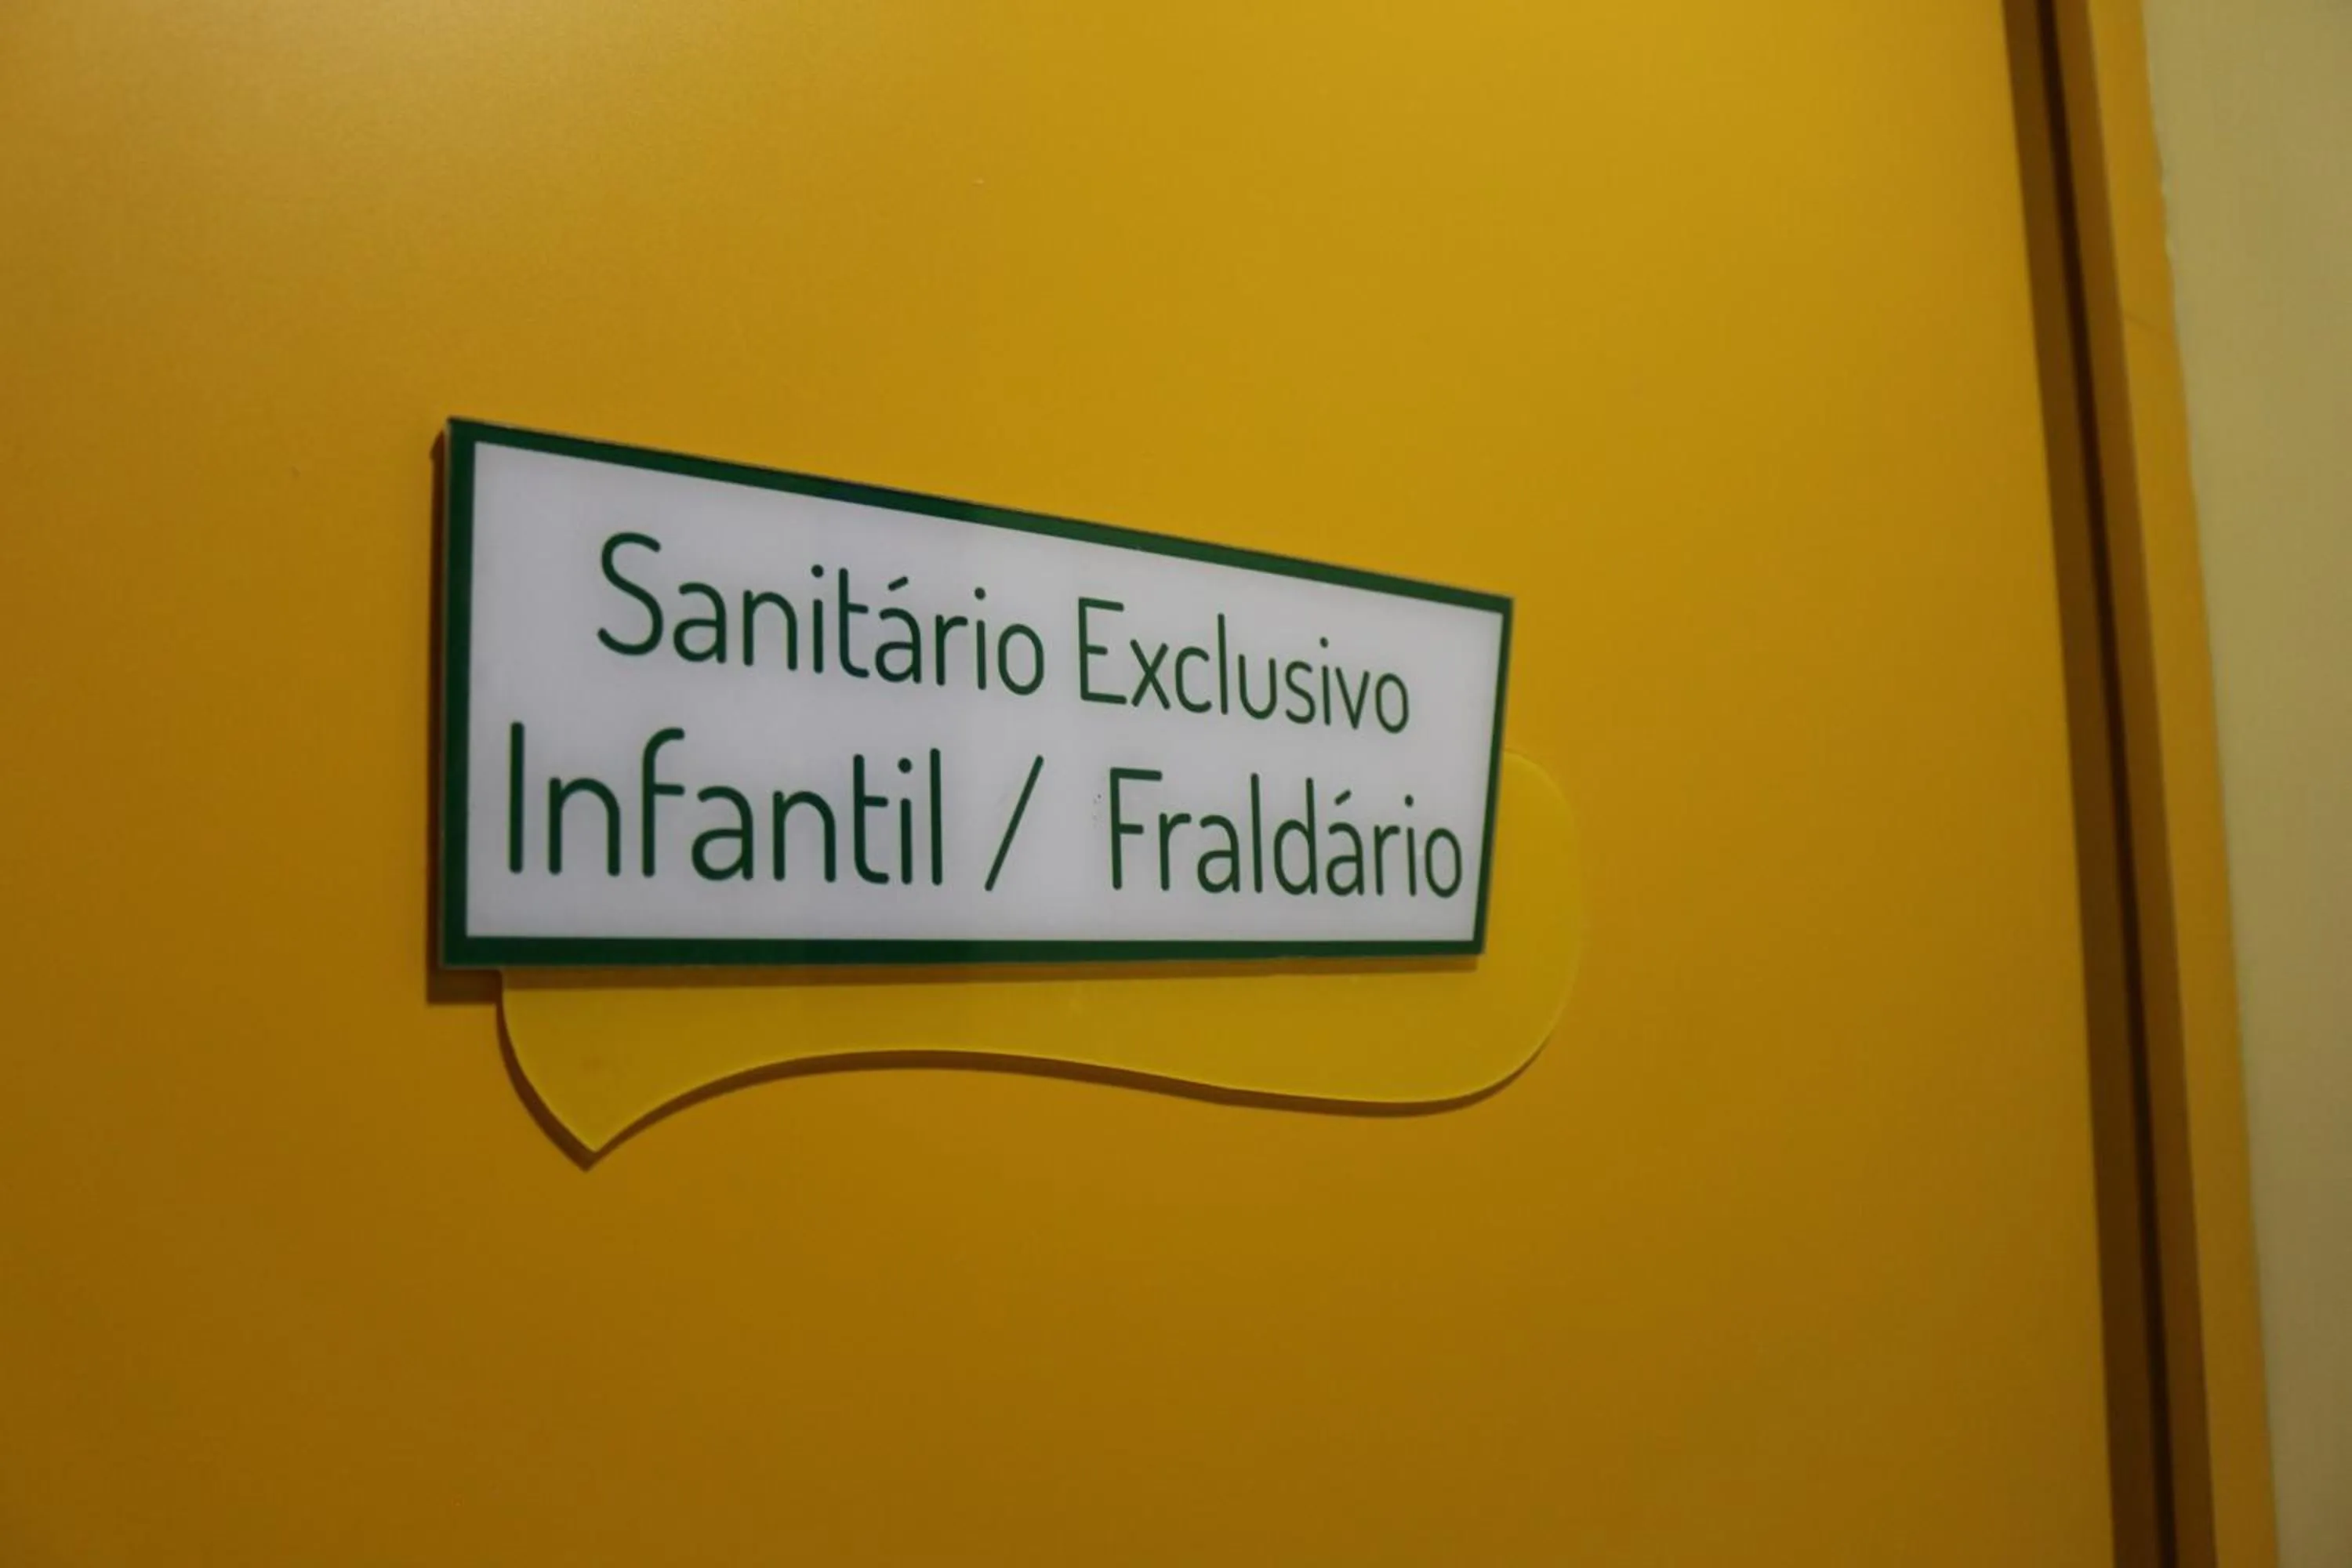 Sanitário Exclusivo
Infantil / Fraldário